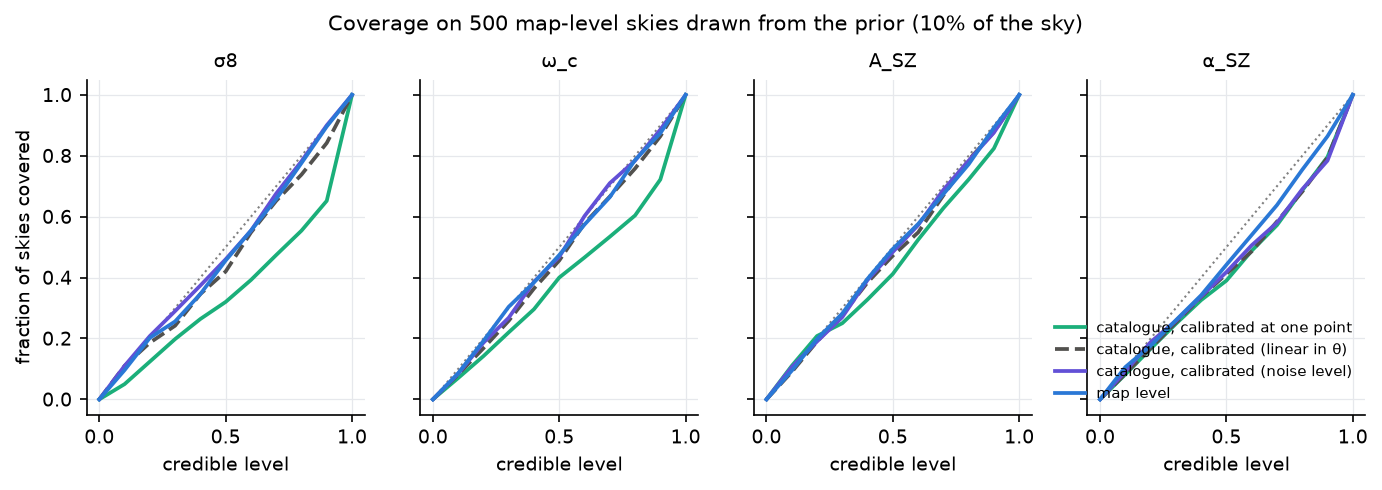 Coverage on 500 map-level skies drawn from the prior (10% of the sky)
σ8
ω_c
A_SZ
α_SZ
fraction of skies covered
1.0
0.8
0.6
0.4
0.2
0.0
catalogue, calibrated at one point
catalogue, calibrated (linear in θ)
catalogue, calibrated (noise level)
map level
0.0 0.5 1.0
0.0 0.5 1.0
0.0 0.5 1.0
0.0 0.5 1.0
credible level
credible level
credible level
credible level